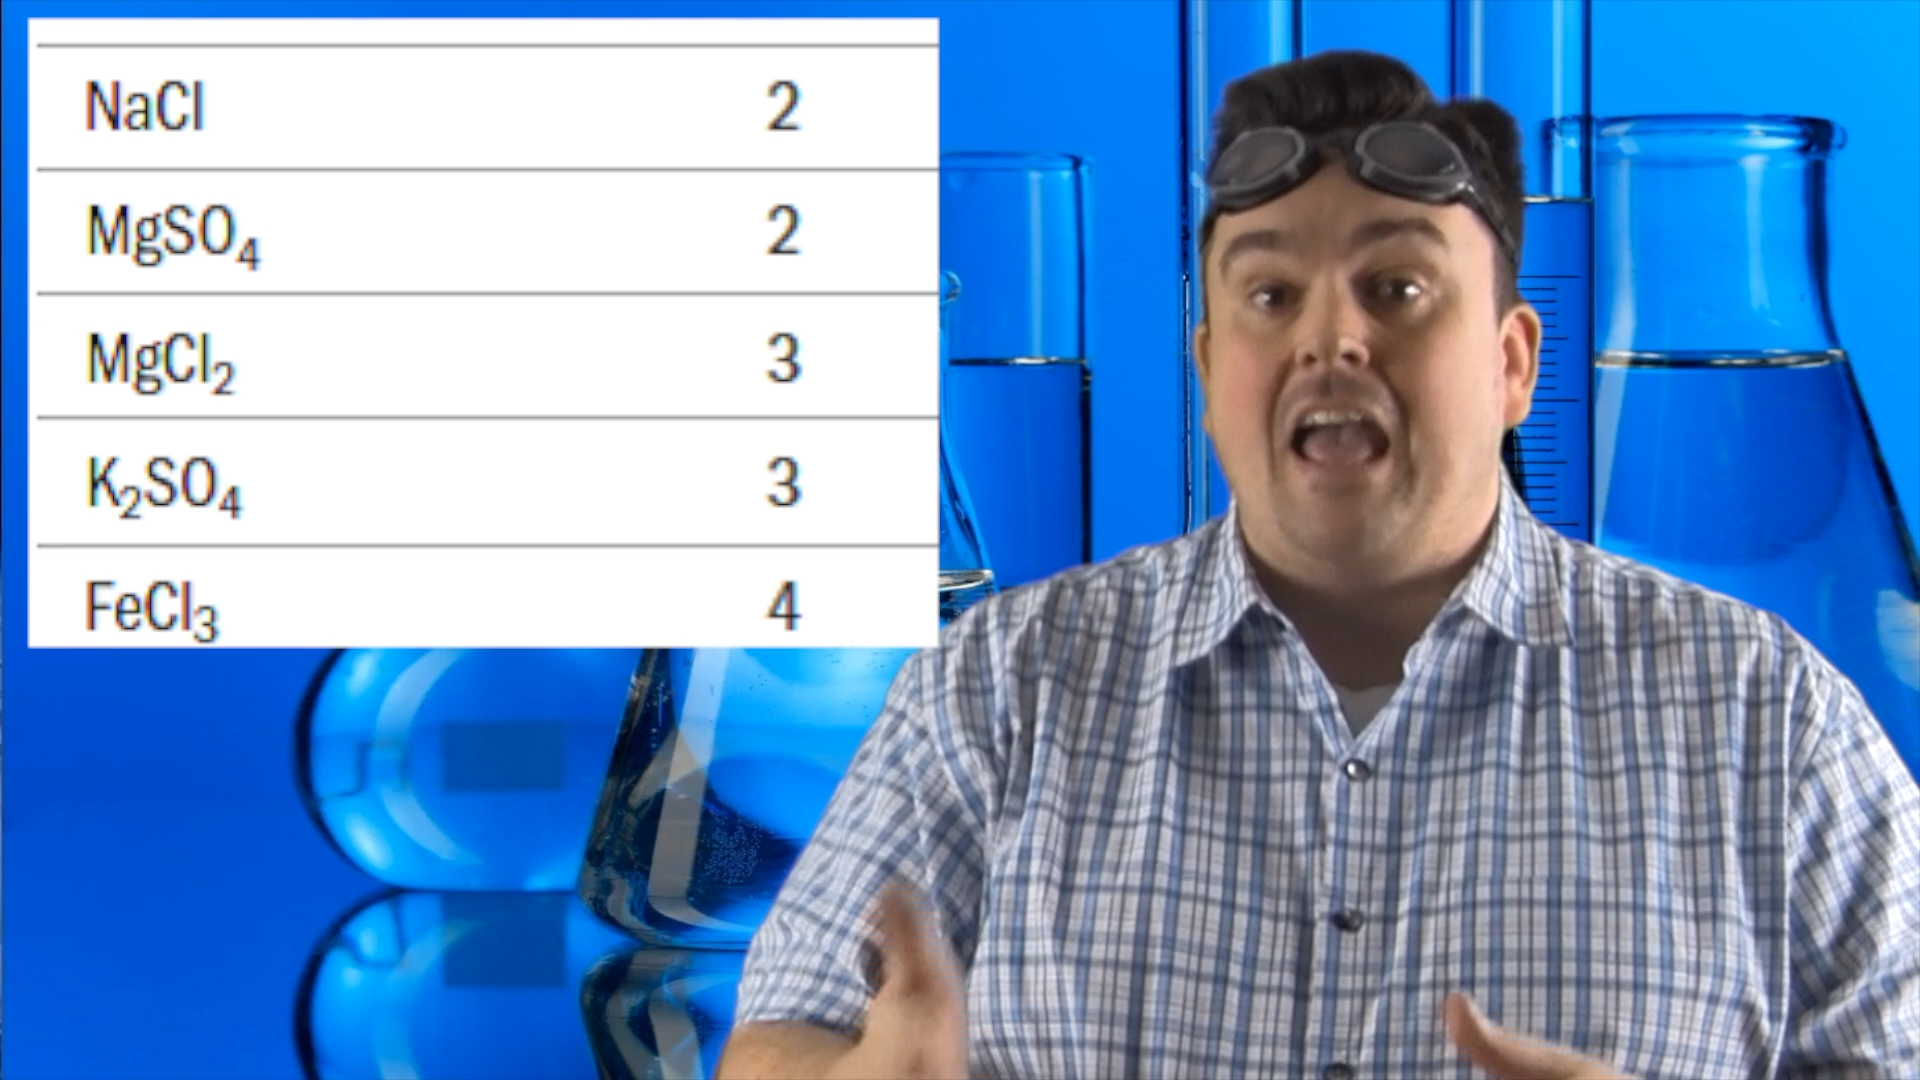 NaCl 2
MgSO₄ 2
MgCl₂ 3
K₂SO₄ 3
FeCl₃ 4